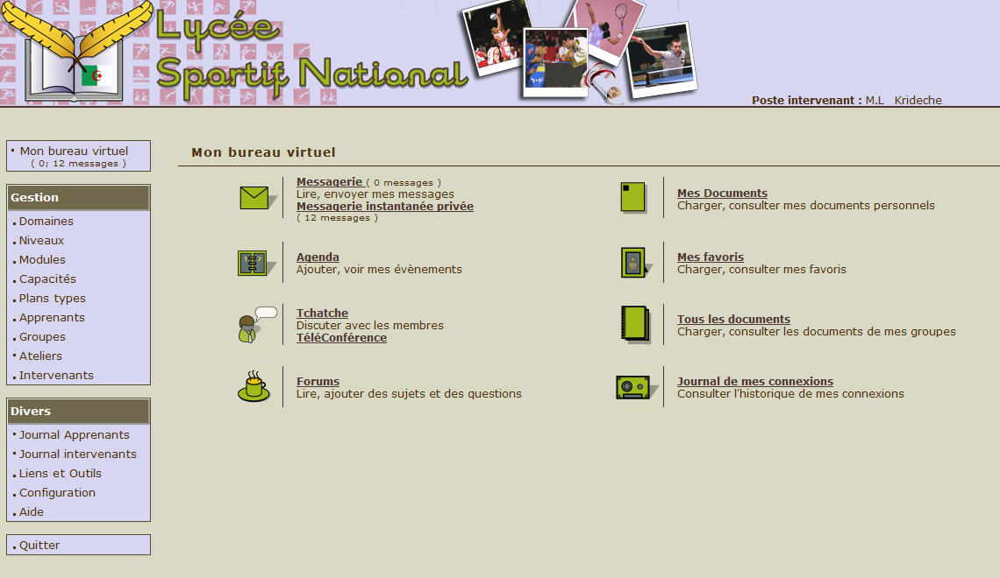 Lycée
Sportif National
Poste intervenant : M.L Krideche
Mon bureau virtuel
( 0; 12 messages )
Gestion
Domaines
Niveaux
Modules
Capacités
Plans types
Apprenants
Groupes
Ateliers
Intervenants
Divers
Journal Apprenants
Journal intervenants
Liens et Outils
Configuration
Aide
Quitter
Mon bureau virtuel
Messagerie ( 0 messages )
Lire, envoyer mes messages
Messagerie instantanée privée
( 12 messages )
Mes Documents
Charger, consulter mes documents personnels
Agenda
Ajouter, voir mes évènements
Mes favoris
Charger, consulter mes favoris
Tchatche
Discuter avec les membres
TéléConférence
Tous les documents
Charger, consulter les documents de mes groupes
Forums
Lire, ajouter des sujets et des questions
Journal de mes connexions
Consulter l'historique de mes connexions